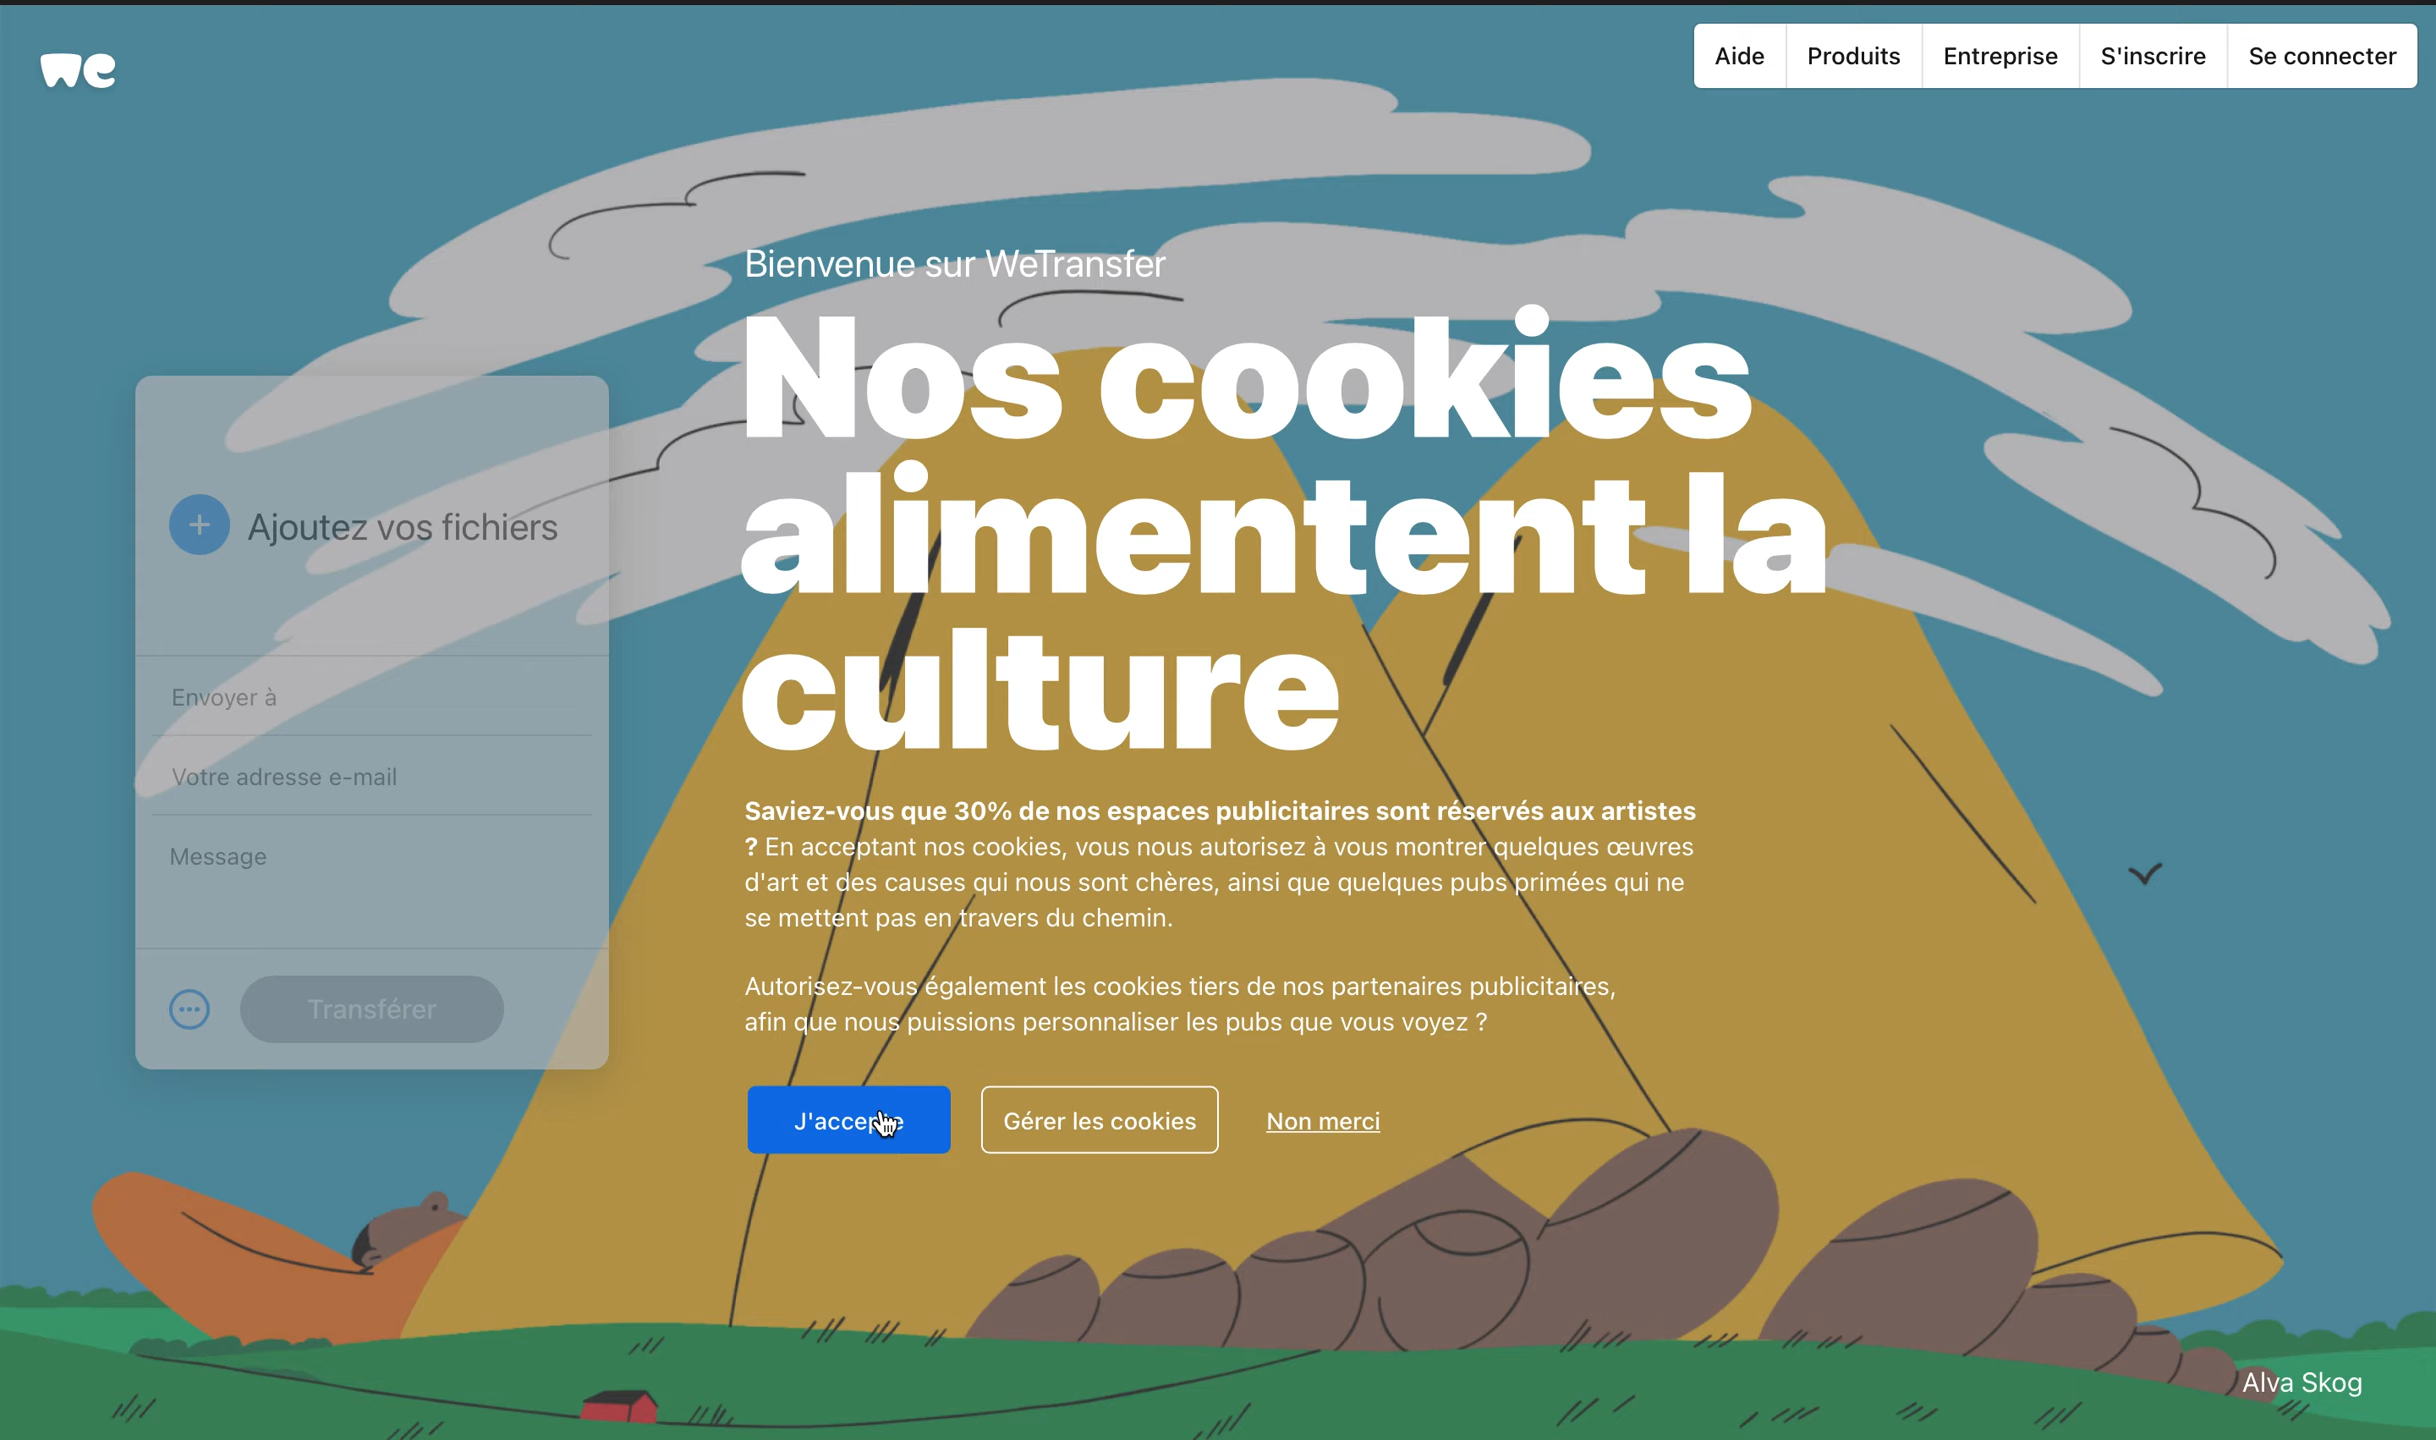 we
Aide
Produits
Entreprise
S'inscrire
Se connecter
Bienvenue sur WeTransfer
Nos cookies
alimentent la
culture
Ajoutez vos fichiers
Envoyer à
Votre adresse e-mail
Message
Transférer
Saviez-vous que 30% de nos espaces publicitaires sont réservés aux artistes
? En acceptant nos cookies, vous nous autorisez à vous montrer quelques œuvres
d'art et des causes qui nous sont chères, ainsi que quelques pubs primées qui ne
se mettent pas en travers du chemin.
Autorisez-vous également les cookies tiers de nos partenaires publicitaires,
afin que nous puissions personnaliser les pubs que vous voyez ?
J'accepte
Gérer les cookies
Non merci
Alva Skog